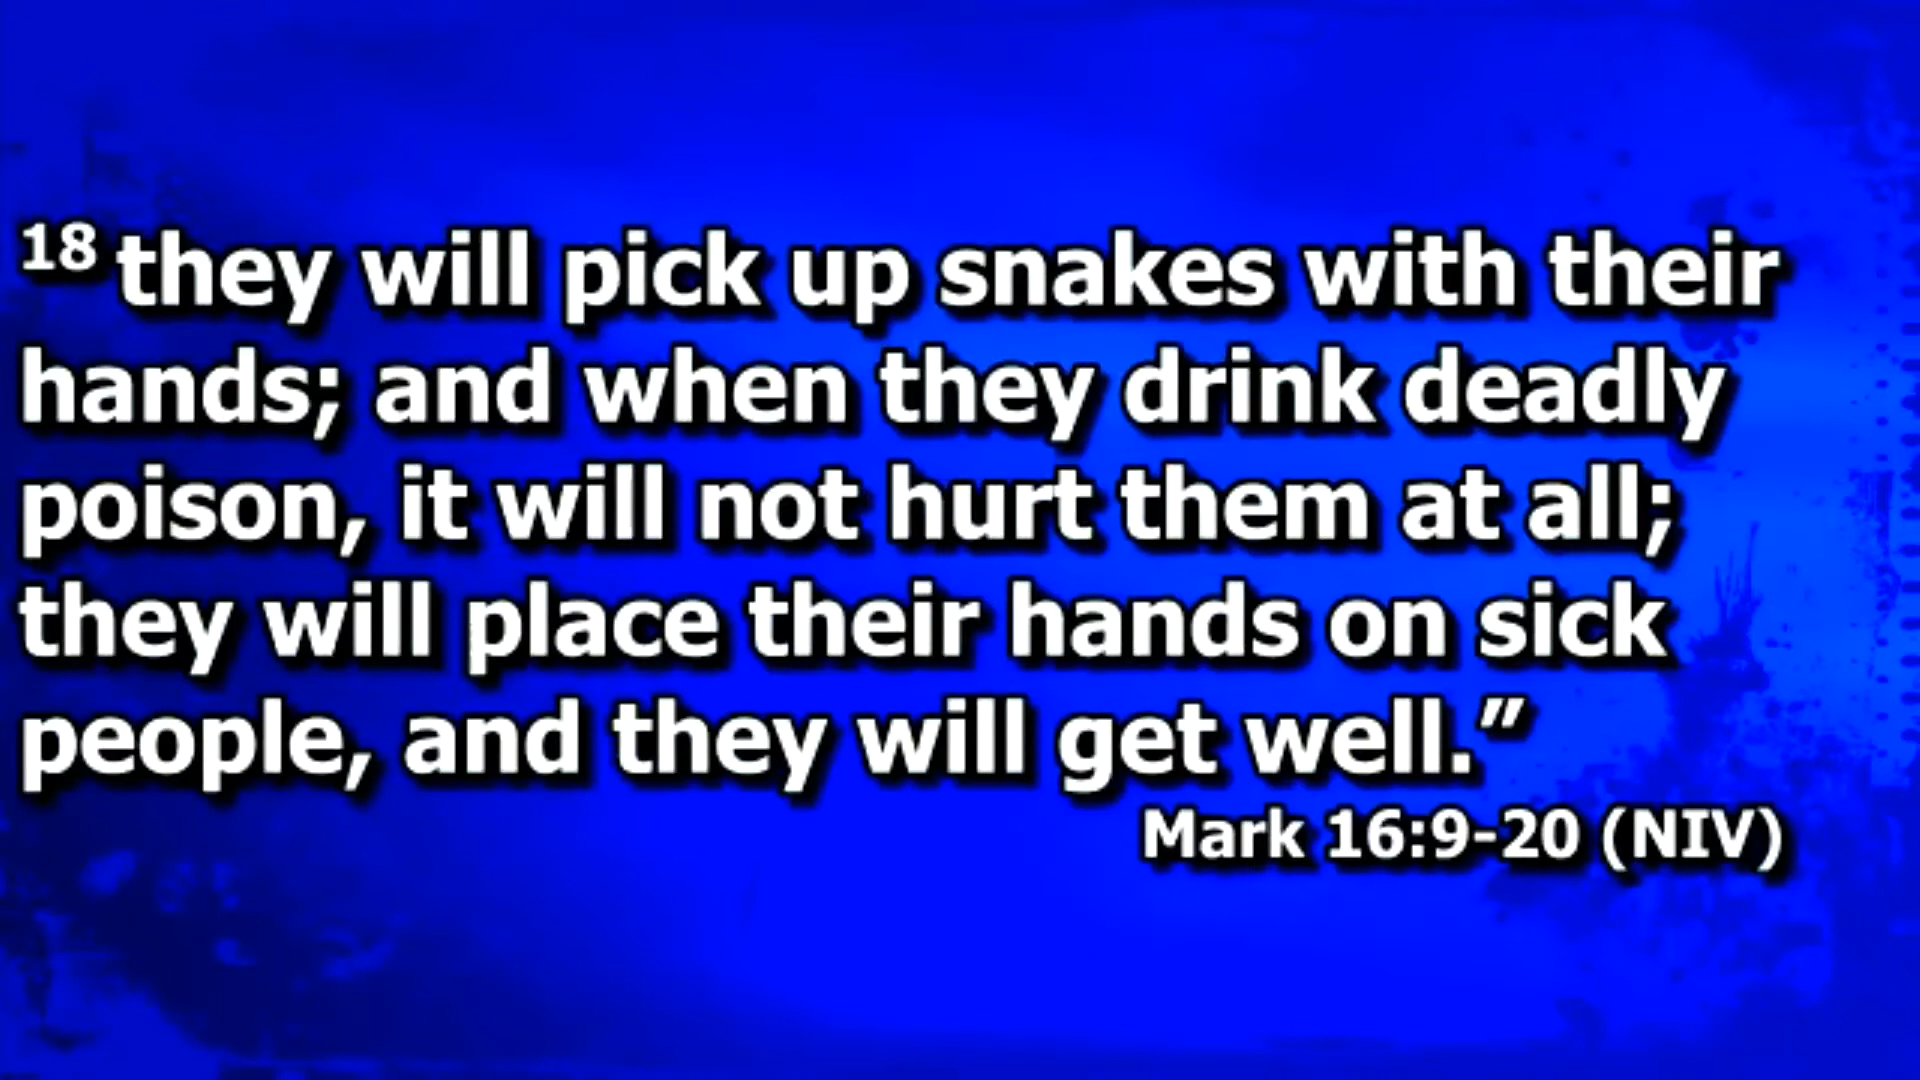 18 they will pick up snakes with their
hands; and when they drink deadly
poison, it will not hurt them at all;
they will place their hands on sick
people, and they will get well.”
Mark 16:9-20 (NIV)